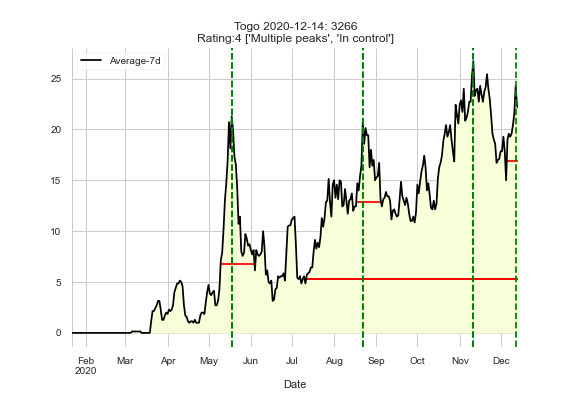 Togo 2020-12-14: 3266
Rating:4 ['Multiple peaks', 'In control']
Average-7d
25
20
15
10
5
0
Feb Mar Apr May Jun Jul Aug Sep Oct Nov Dec
2020
Date